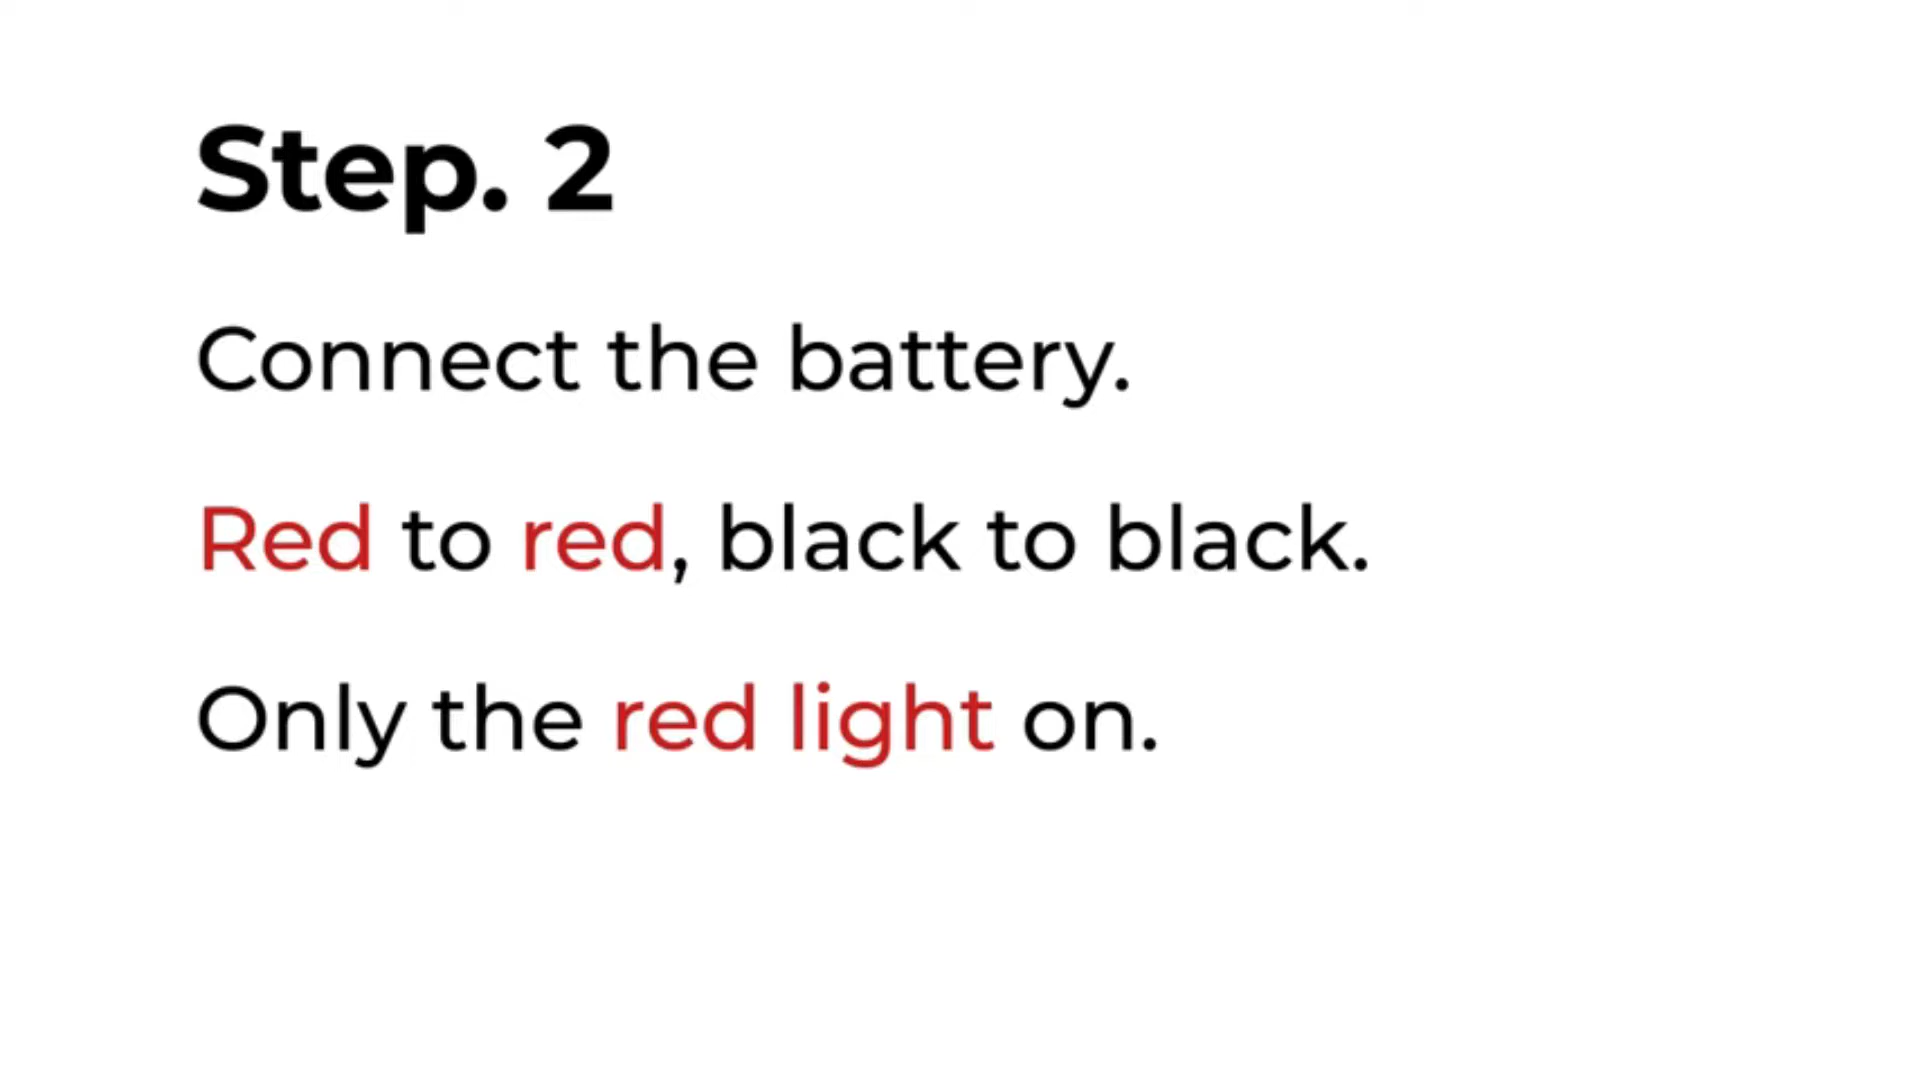 Step. 2
Connect the battery.
Red to red, black to black.
Only the red light on.